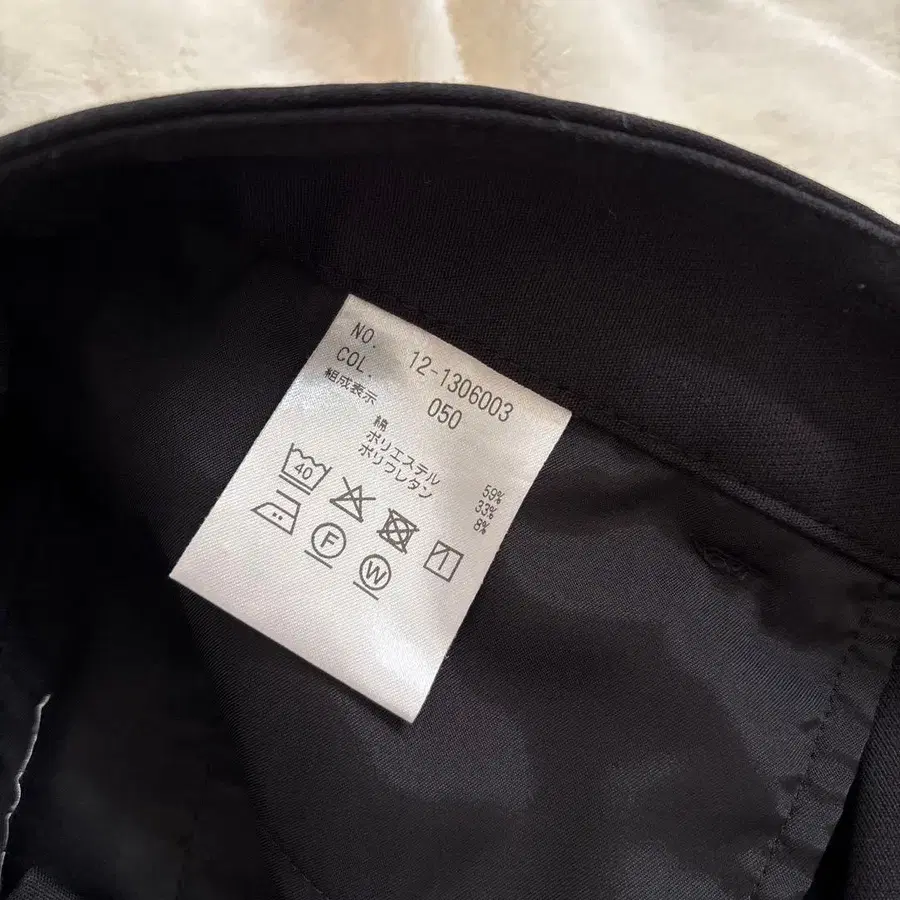 NO. 12-1306003
COL. 050
組成表示
綿 59%
ポリエステル 33%
ポリウレタン 8%
40
F
W